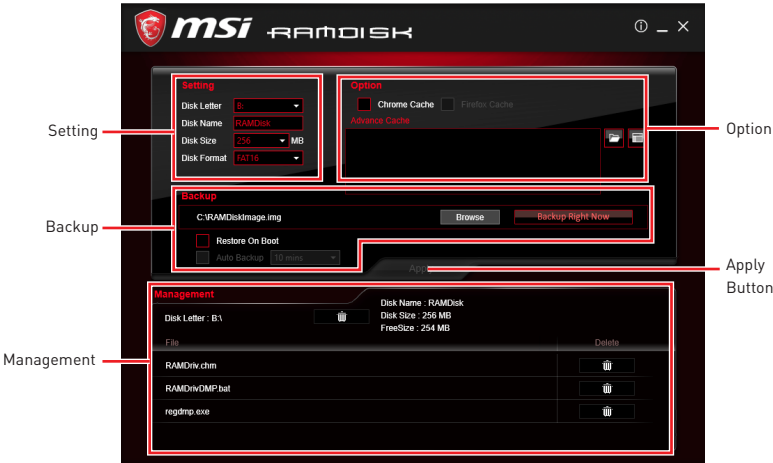 msi RAMDISK
Setting
Disk Letter B:
Disk Name RAMDisk
Disk Size 256 MB
Disk Format FAT16
Option
Chrome Cache Firefox Cache
Advance Cache
Setting
Option
Backup
C:\RAMDiskImage.img Browse Backup Right Now
Restore On Boot
Auto Backup 10 mins
Backup
Apply
Apply
Button
Management
Disk Letter : B:\
Disk Name : RAMDisk
Disk Size : 256 MB
FreeSize : 254 MB
File Delete
RAMDriv.chm
RAMDrivDMP.bat
regdmp.exe
Management